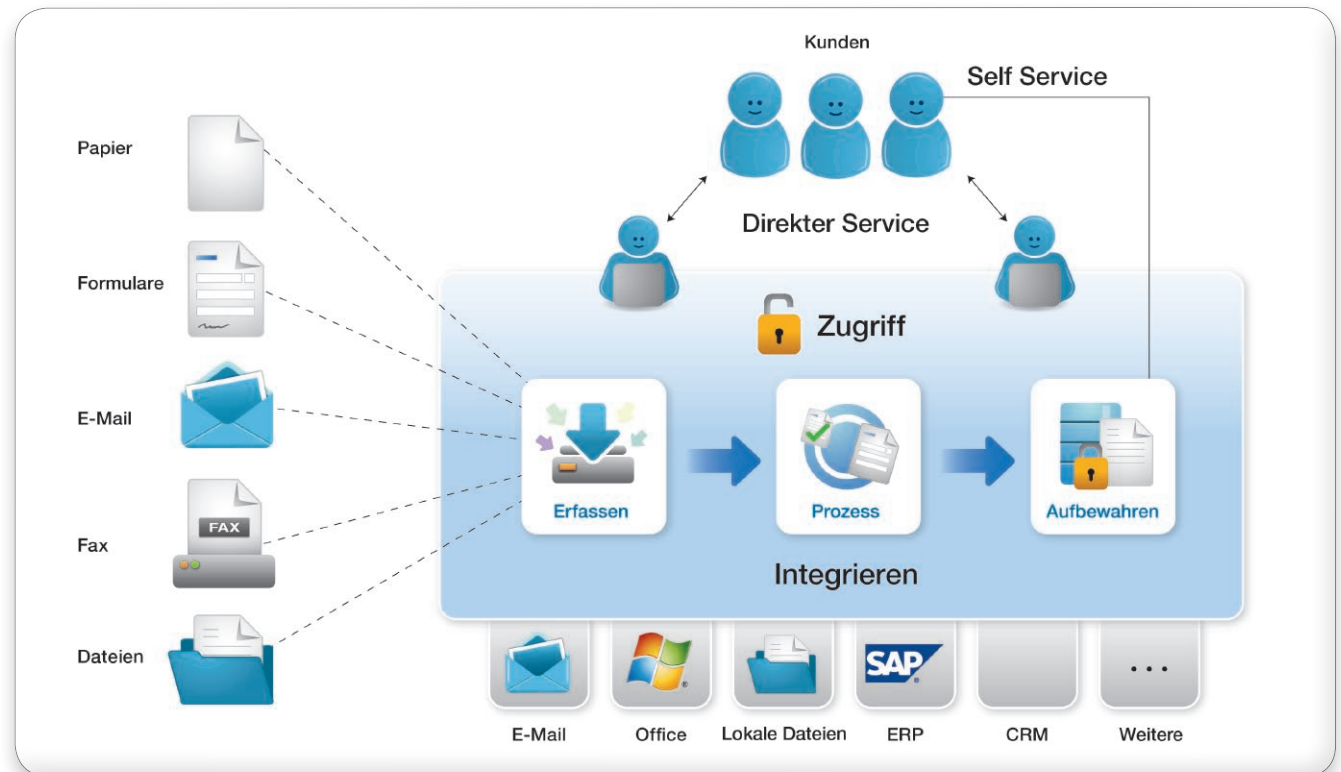 Kunden
Self Service
Papier
Direkter Service
Formulare
Zugriff
E-Mail
Erfassen
Prozess
Aufbewahren
FAX
Fax
Integrieren
Dateien
SAP
E-Mail
Office
Lokale Dateien
ERP
CRM
Weitere
...